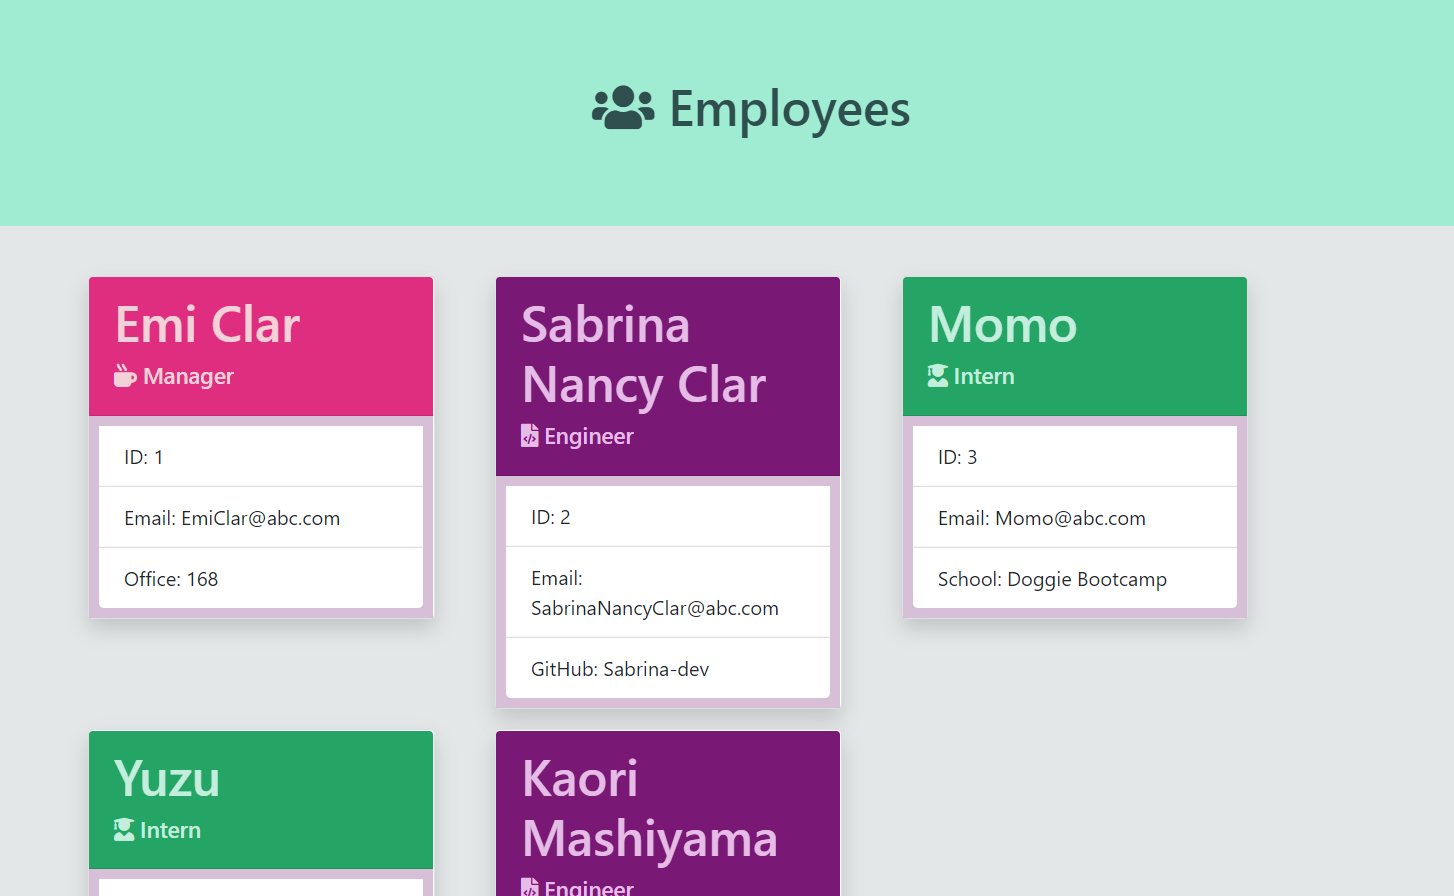 Employees
Emi Clar
Manager
ID: 1
Email: EmiClar@abc.com
Office: 168
Sabrina
Nancy Clar
Engineer
ID: 2
Email:
SabrinaNancyClar@abc.com
GitHub: Sabrina-dev
Momo
Intern
ID: 3
Email: Momo@abc.com
School: Doggie Bootcamp
Yuzu
Intern
Kaori
Mashiyama
Engineer